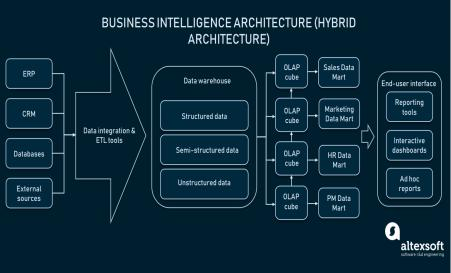 BUSINESS INTELLIGENCE ARCHITECTURE (HYBRID
ARCHITECTURE)
ERP
CRM
Databases
External
sources
Data integration &
ETL tools
Data warehouse
Structured data
Semi-structured data
Unstructured data
OLAP
cube
OLAP
cube
OLAP
cube
OLAP
cube
Sales Data
Mart
Marketing
Data Mart
HR Data
Mart
PM Data
Mart
End-user interface
Reporting
tools
Interactive
dashboards
Ad hoc
reports
altexsoft
software r&d engineering